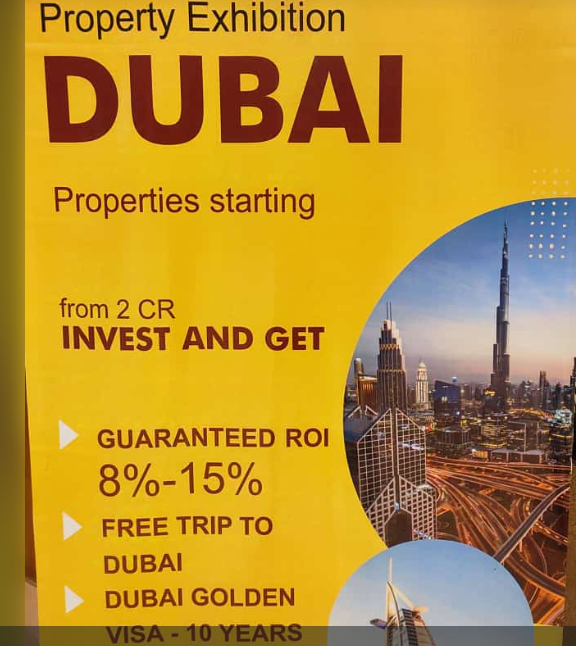 Property Exhibition
DUBAI
Properties starting
from 2 CR
INVEST AND GET
GUARANTEED ROI
8%-15%
FREE TRIP TO
DUBAI
DUBAI GOLDEN
VISA - 10 YEARS